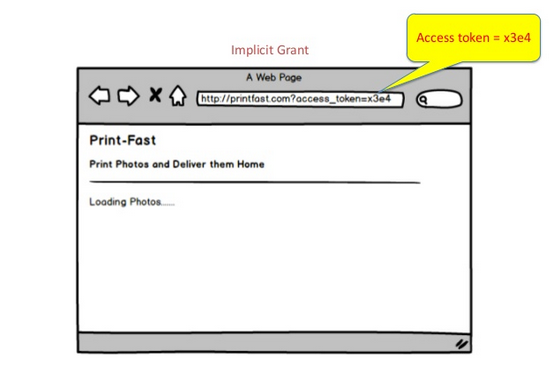 Access token = x3e4
Implicit Grant
A Web Page
http://printfast.com?access_token=x3e4
Print-Fast
Print Photos and Deliver them Home
Loading Photos.....